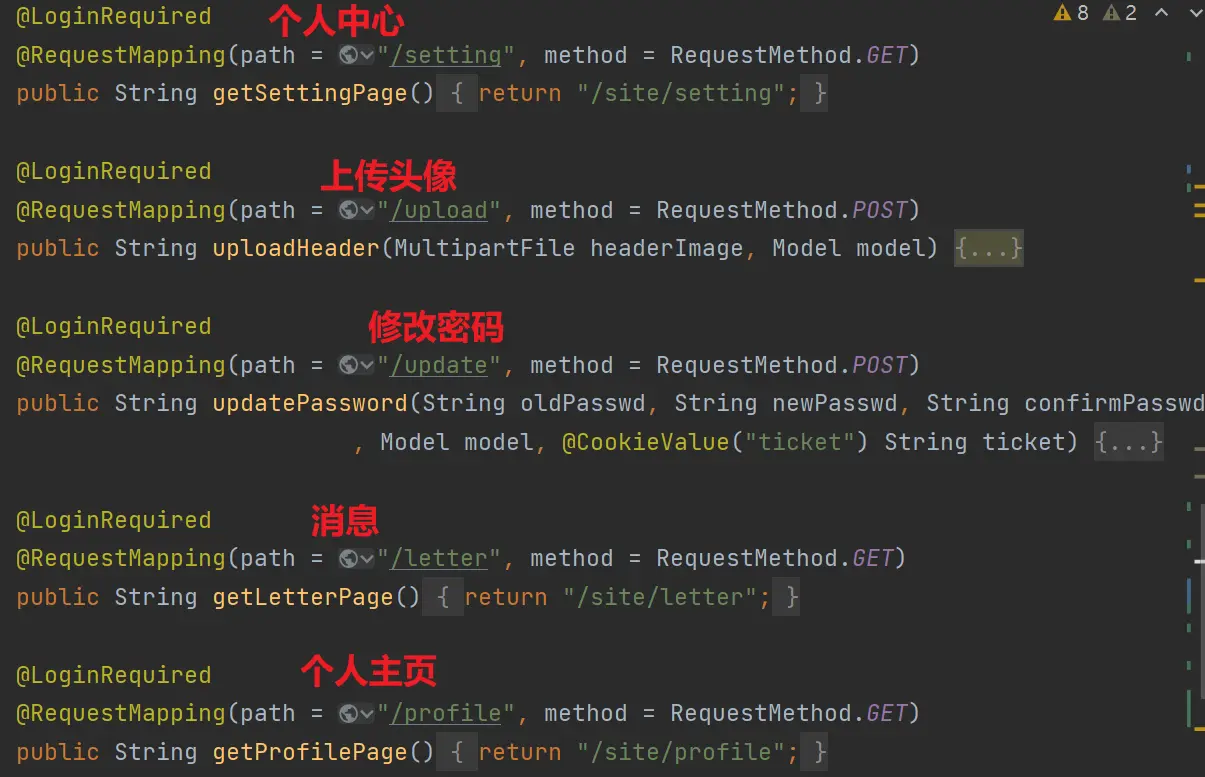 @LoginRequired 个人中心
@RequestMapping(path = "/setting", method = RequestMethod.GET)
public String getSettingPage() { return "/site/setting"; }
@LoginRequired 上传头像
@RequestMapping(path = "/upload", method = RequestMethod.POST)
public String uploadHeader(MultipartFile headerImage, Model model) {...}
@LoginRequired 修改密码
@RequestMapping(path = "/update", method = RequestMethod.POST)
public String updatePassword(String oldPasswd, String newPasswd, String confirmPasswd
, Model model, @CookieValue("ticket") String ticket) {...}
@LoginRequired 消息
@RequestMapping(path = "/letter", method = RequestMethod.GET)
public String getLetterPage() { return "/site/letter"; }
@LoginRequired 个人主页
@RequestMapping(path = "/profile", method = RequestMethod.GET)
public String getProfilePage() { return "/site/profile"; }
8 2